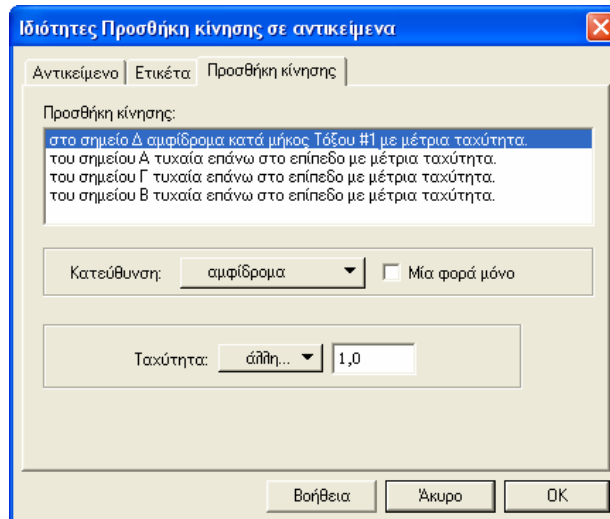 Ιδιότητες Προσθήκη κίνησης σε αντικείμενα
Αντικείμενο Ετικέτα Προσθήκη κίνησης
Προσθήκη κίνησης:
στο σημείο Δ αμφίδρομα κατά μήκος Τόξου #1 με μέτρια ταχύτητα.
του σημείου Α τυχαία επάνω στο επίπεδο με μέτρια ταχύτητα.
του σημείου Γ τυχαία επάνω στο επίπεδο με μέτρια ταχύτητα.
του σημείου Β τυχαία επάνω στο επίπεδο με μέτρια ταχύτητα.
Κατεύθυνση: αμφίδρομα Μία φορά μόνο
Ταχύτητα: άλλη... 1,0
Βοήθεια Άκυρο OK